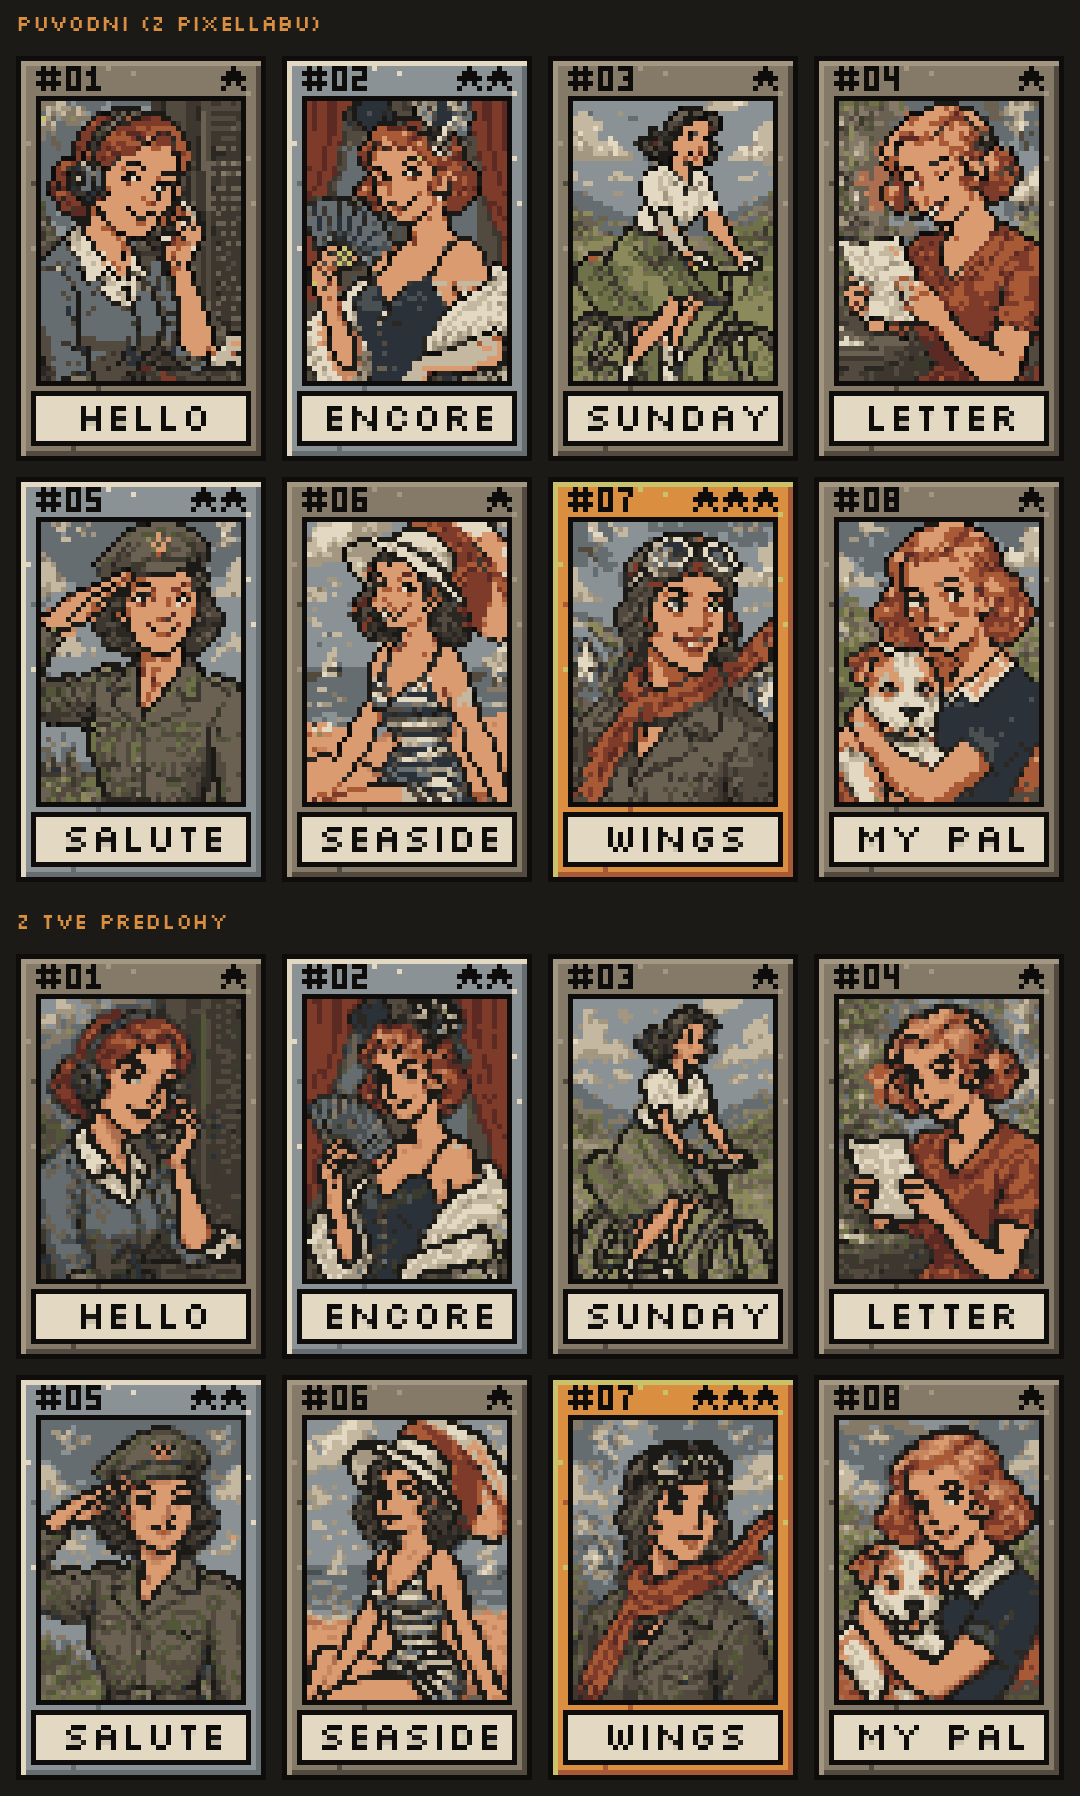 PUVODNI (Z PIXELLABU)
#01 #02 #03 #04
HELLO ENCORE SUNDAY LETTER
#05 #06 #07 #08
SALUTE SEASIDE WINGS MY PAL
Z TVE PREDLOHY
#01 #02 #03 #04
HELLO ENCORE SUNDAY LETTER
#05 #06 #07 #08
SALUTE SEASIDE WINGS MY PAL